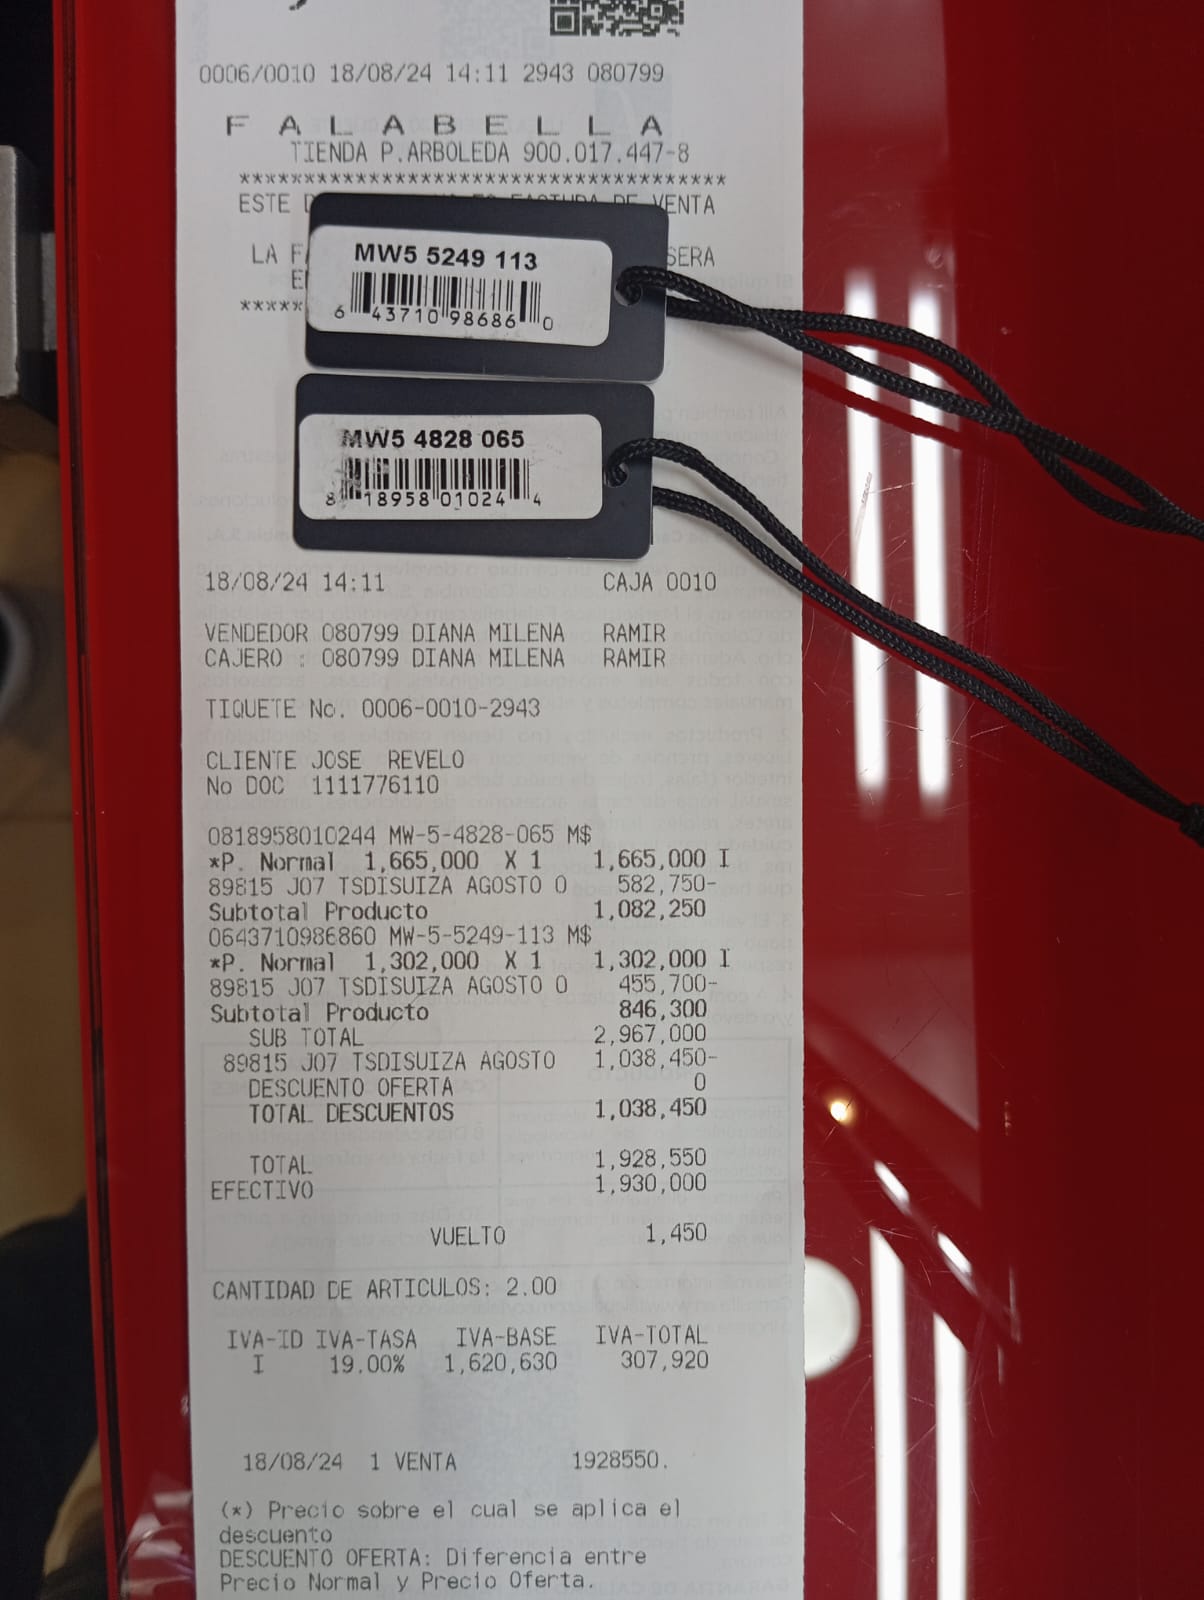 0006/0010 18/08/24 14:11 2943 080799
F A L A B E L L A
TIENDA P.ARBOLEDA 900.017.447-8
**************************************
ESTE FACTURA DE VENTA
LA SERA
*****
MW5 5249 113
6 43710 98686 0
MW5 4828 065
8 18958 01024 4
18/08/24 14:11 CAJA 0010
VENDEDOR 080799 DIANA MILENA RAMIR
CAJERO : 080799 DIANA MILENA RAMIR
TIQUETE No. 0006-0010-2943
CLIENTE JOSE REVELO
No DOC 1111776110
0818958010244 MW-5-4828-065 M$
*P. Normal 1,665,000 X 1 1,665,000 I
89815 J07 TSDISUIZA AGOSTO O 582,750-
Subtotal Producto 1,082,250
0643710986860 MW-5-5249-113 M$
*P. Normal 1,302,000 X 1 1,302,000 I
89815 J07 TSDISUIZA AGOSTO O 455,700-
Subtotal Producto 846,300
SUB TOTAL 2,967,000
89815 J07 TSDISUIZA AGOSTO 1,038,450-
DESCUENTO OFERTA 0
TOTAL DESCUENTOS 1,038,450
TOTAL 1,928,550
EFECTIVO 1,930,000
VUELTO 1,450
CANTIDAD DE ARTICULOS: 2.00
IVA-ID IVA-TASA IVA-BASE IVA-TOTAL
I 19.00% 1,620,630 307,920
18/08/24 1 VENTA 1928550.
(*) Precio sobre el cual se aplica el
descuento
DESCUENTO OFERTA: Diferencia entre
Precio Normal y Precio Oferta.